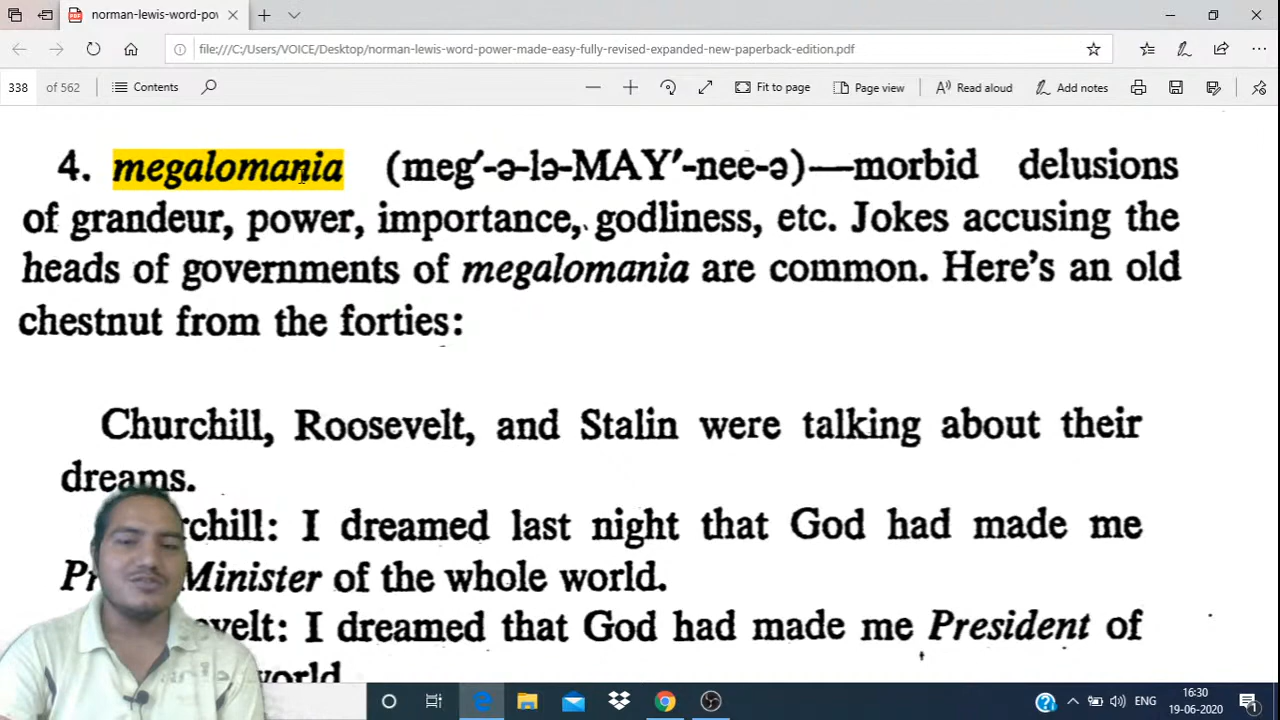 norman-lewis-word-pow
file:///C:/Users/VOICE/Desktop/norman-lewis-word-power-made-easy-fully-revised-expanded-new-paperback-edition.pdf
338 of 562 Contents Fit to page Page view Read aloud Add notes
4. megalomania (meg′-ə-lə-MAY′-nee-ə)—morbid delusions
of grandeur, power, importance, godliness, etc. Jokes accusing the
heads of governments of megalomania are common. Here's an old
chestnut from the forties:
Churchill, Roosevelt, and Stalin were talking about their
dreams.
rchill: I dreamed last night that God had made me
Pr Minister of the whole world.
velt: I dreamed that God had made me President of
world.
ENG
16:30
19-06-2020